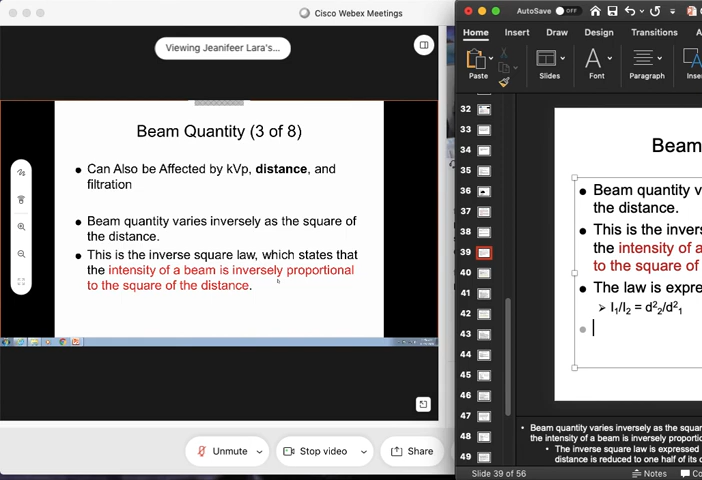 Cisco Webex Meetings
Viewing Jeanifeer Lara's...
Beam Quantity (3 of 8)
● Can Also be Affected by kVp, distance, and
filtration
● Beam quantity varies inversely as the square of
the distance.
● This is the inverse square law, which states that
the intensity of a beam is inversely proportional
to the square of the distance.
Unmute
Stop video
Share
AutoSave OFF
Home Insert Draw Design Transitions
Paste
Slides
Font
Paragraph
32
33
34
35
36
37
38
39
40
41
42
43
44
45
46
47
48
49
Beam
● Beam quantity v
the distance.
● This is the invers
the intensity of a
to the square of
● The law is expre
➢ I₁/I₂ = d²₂/d²₁
• Beam quantity varies inversely as the squar
the intensity of a beam is inversely proportio
• The inverse square law is expressed
distance is reduced to one half of its o
Slide 39 of 56
Notes